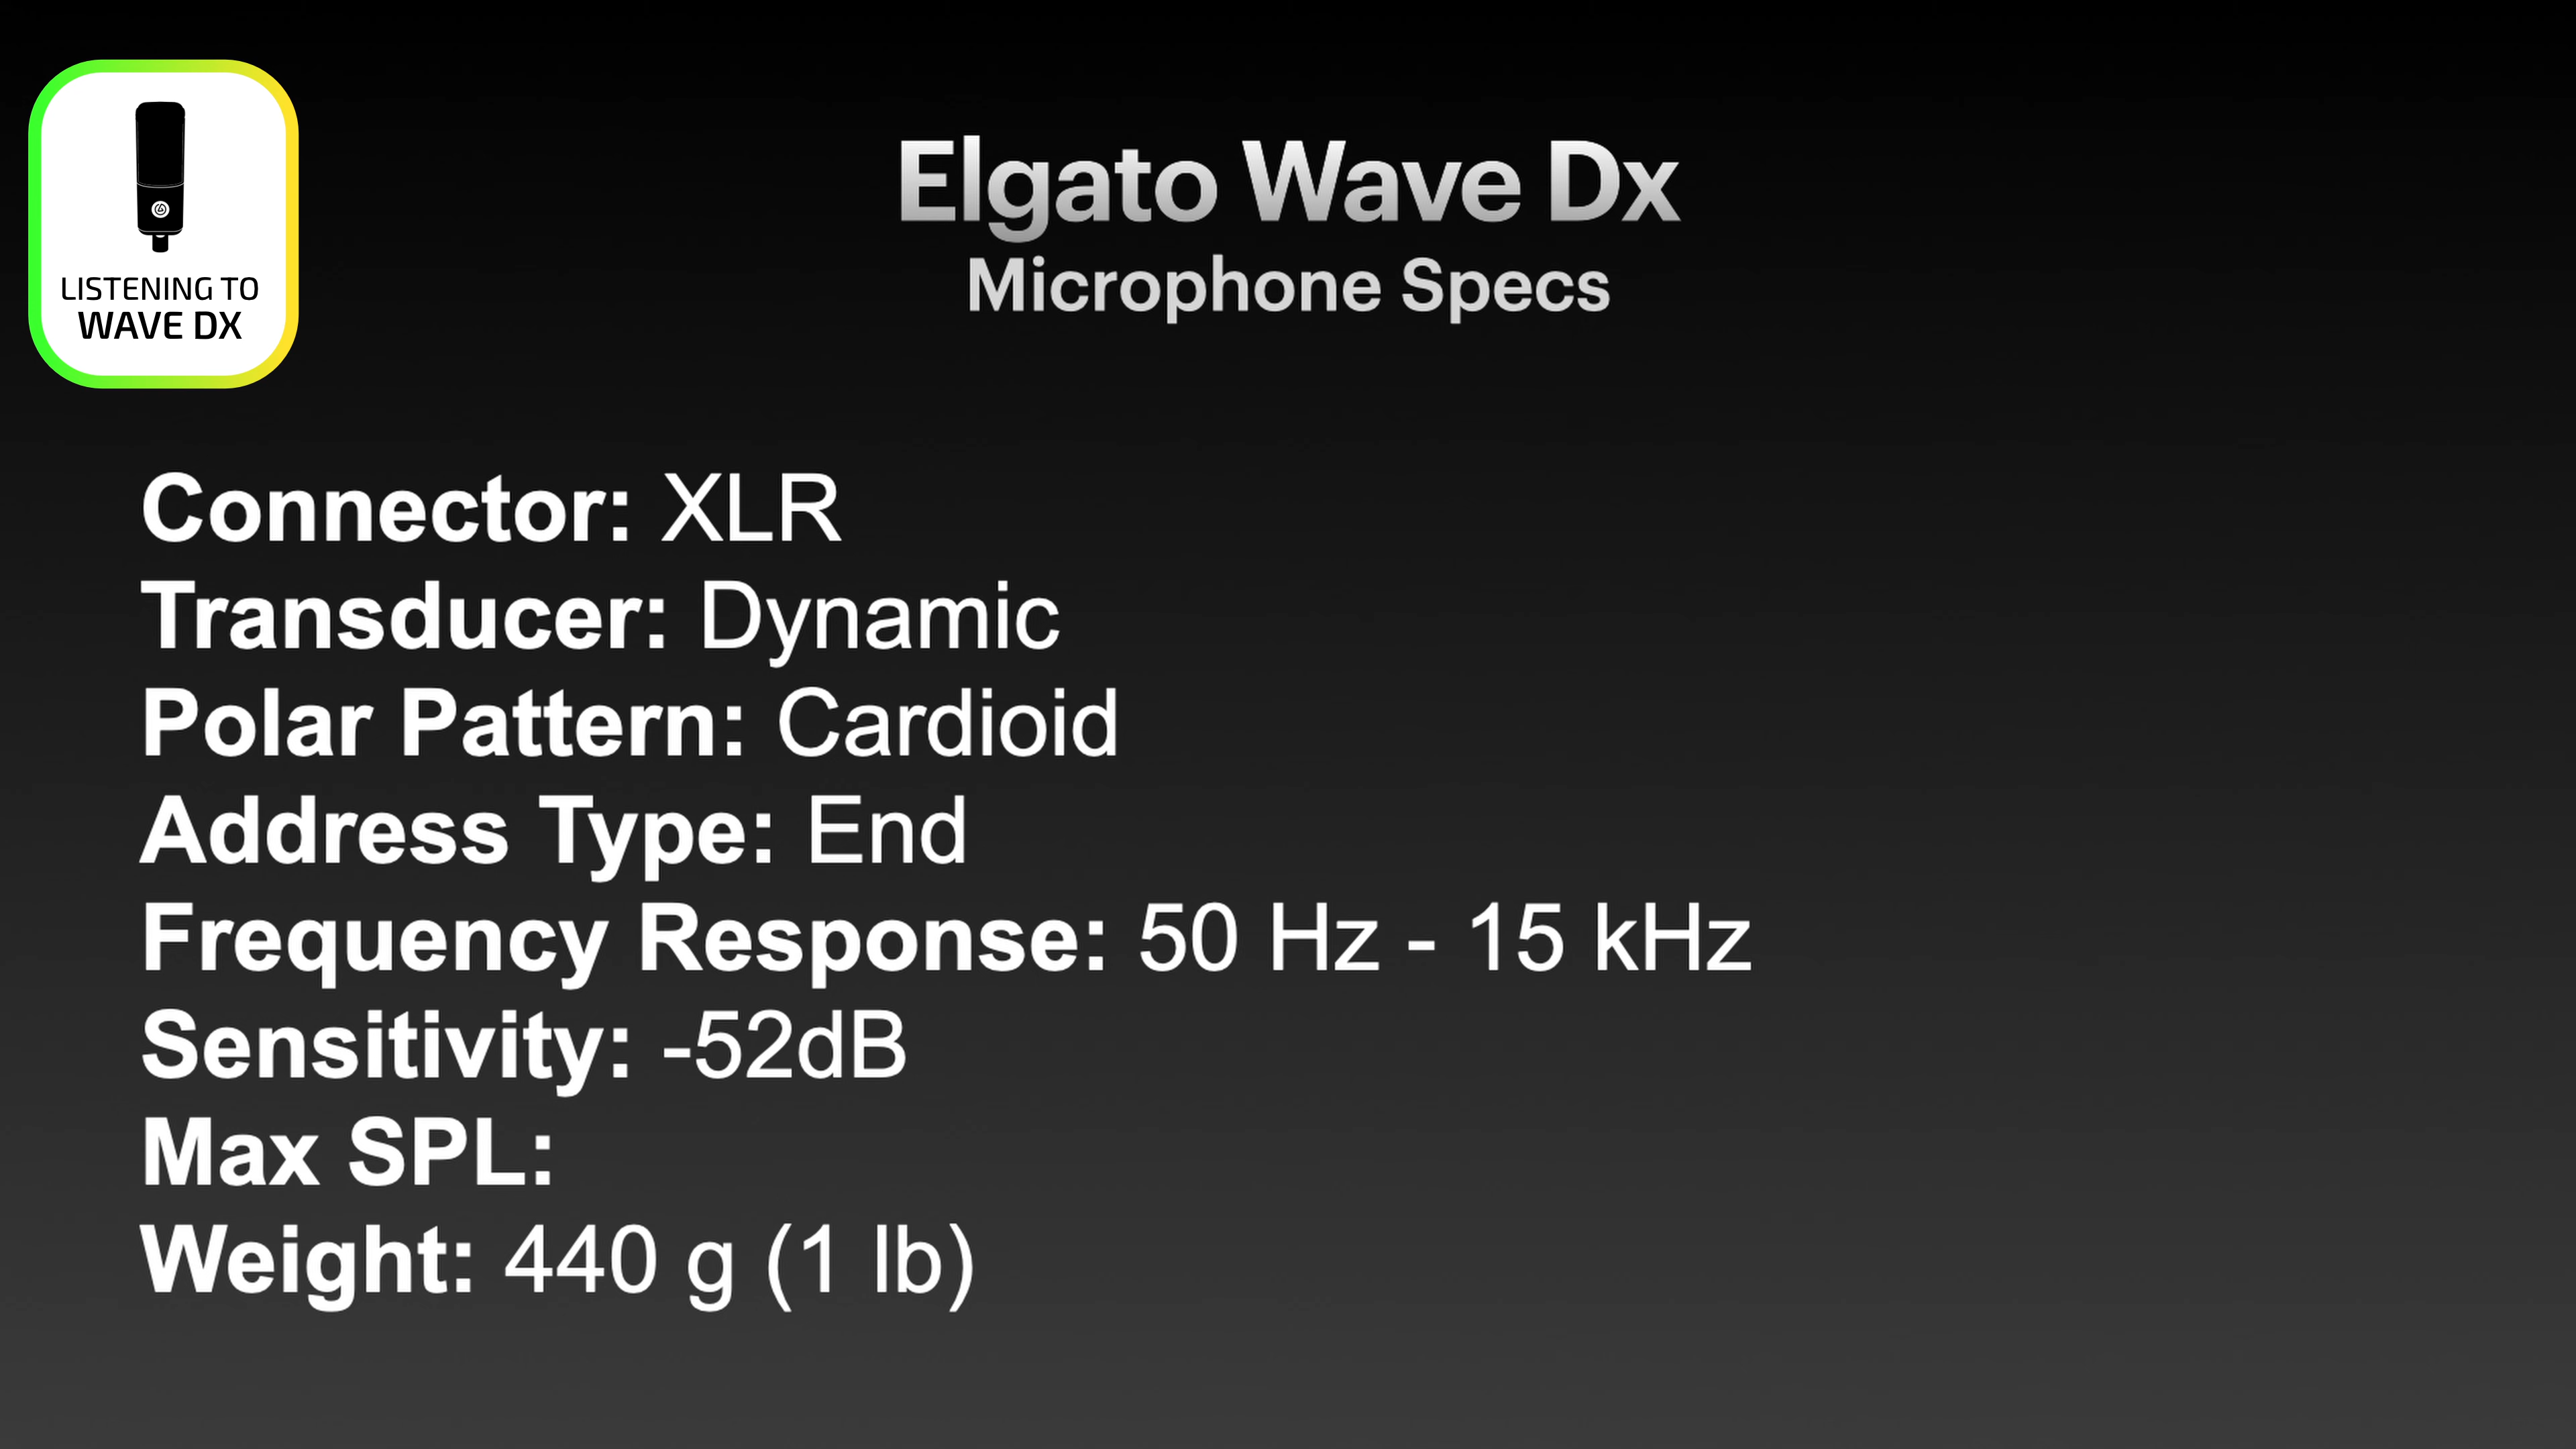 LISTENING TO
WAVE DX
Elgato Wave Dx
Microphone Specs
Connector: XLR
Transducer: Dynamic
Polar Pattern: Cardioid
Address Type: End
Frequency Response: 50 Hz - 15 kHz
Sensitivity: -52dB
Max SPL:
Weight: 440 g (1 lb)